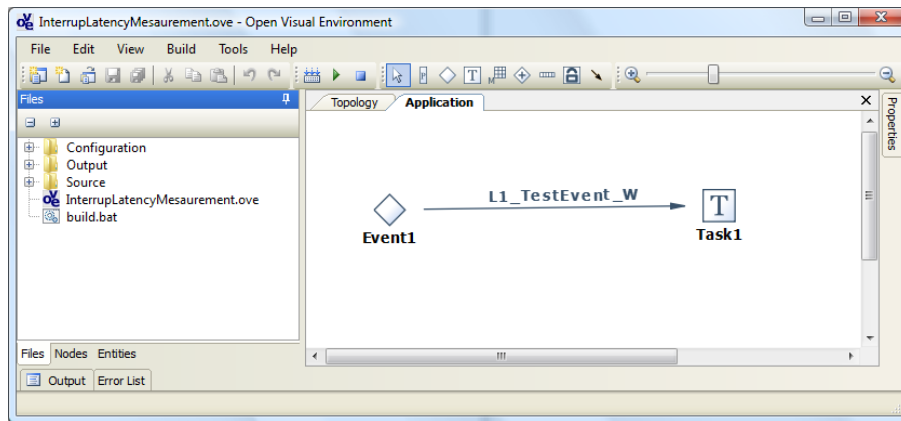 InterrupLatencyMesaurement.ove - Open Visual Environment
File Edit View Build Tools Help
Files
Topology Application
Properties
Configuration
Output
Source
InterrupLatencyMesaurement.ove
build.bat
L1_TestEvent_W
T
Event1
Task1
Files Nodes Entities
Output Error List